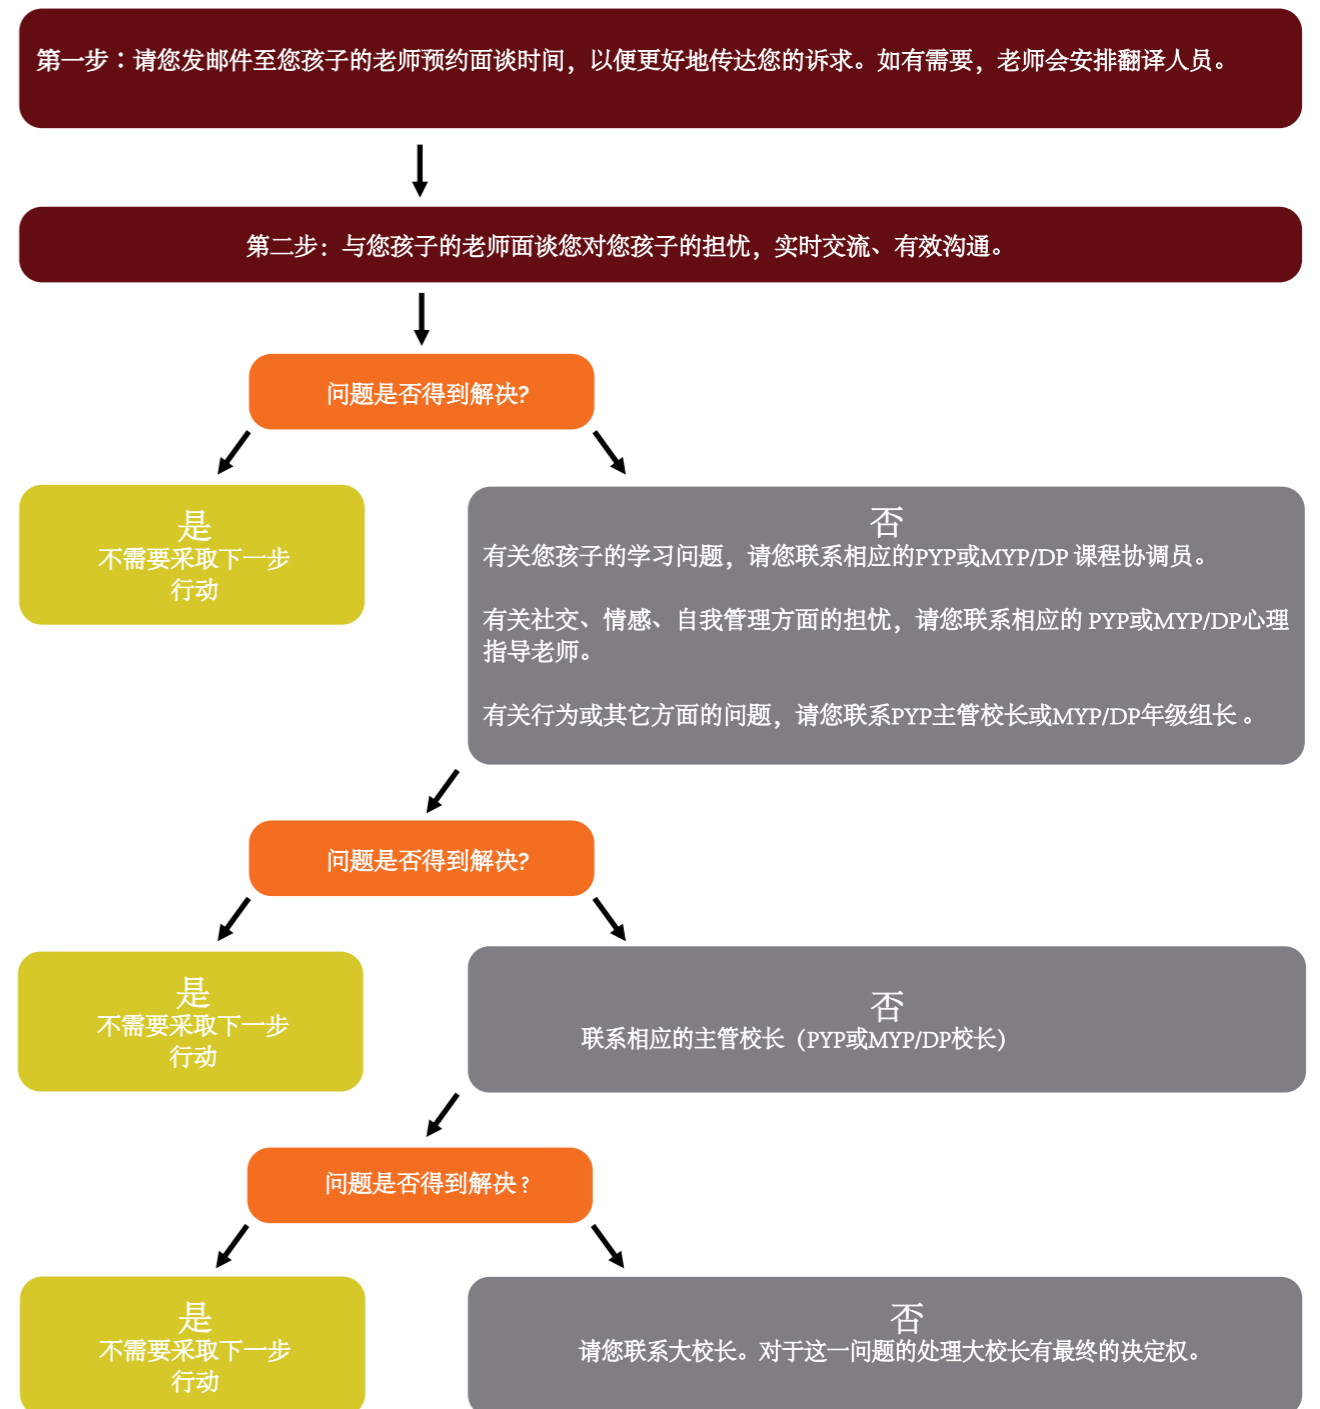 第一步：请您发邮件至您孩子的老师预约面谈时间，以便更好地传达您的诉求。如有需要，老师会安排翻译人员。
第二步：与您孩子的老师面谈您对您孩子的担忧，实时交流、有效沟通。
问题是否得到解决?
是
不需要采取下一步
行动
否
有关您孩子的学习问题，请您联系相应的PYP或MYP/DP 课程协调员。
有关社交、情感、自我管理方面的担忧，请您联系相应的 PYP或MYP/DP心理
指导老师。
有关行为或其它方面的问题，请您联系PYP主管校长或MYP/DP年级组长 。
问题是否得到解决?
是
不需要采取下一步
行动
否
联系相应的主管校长（PYP或MYP/DP校长）
问题是否得到解决 ?
是
不需要采取下一步
行动
否
请您联系大校长。对于这一问题的处理大校长有最终的决定权。